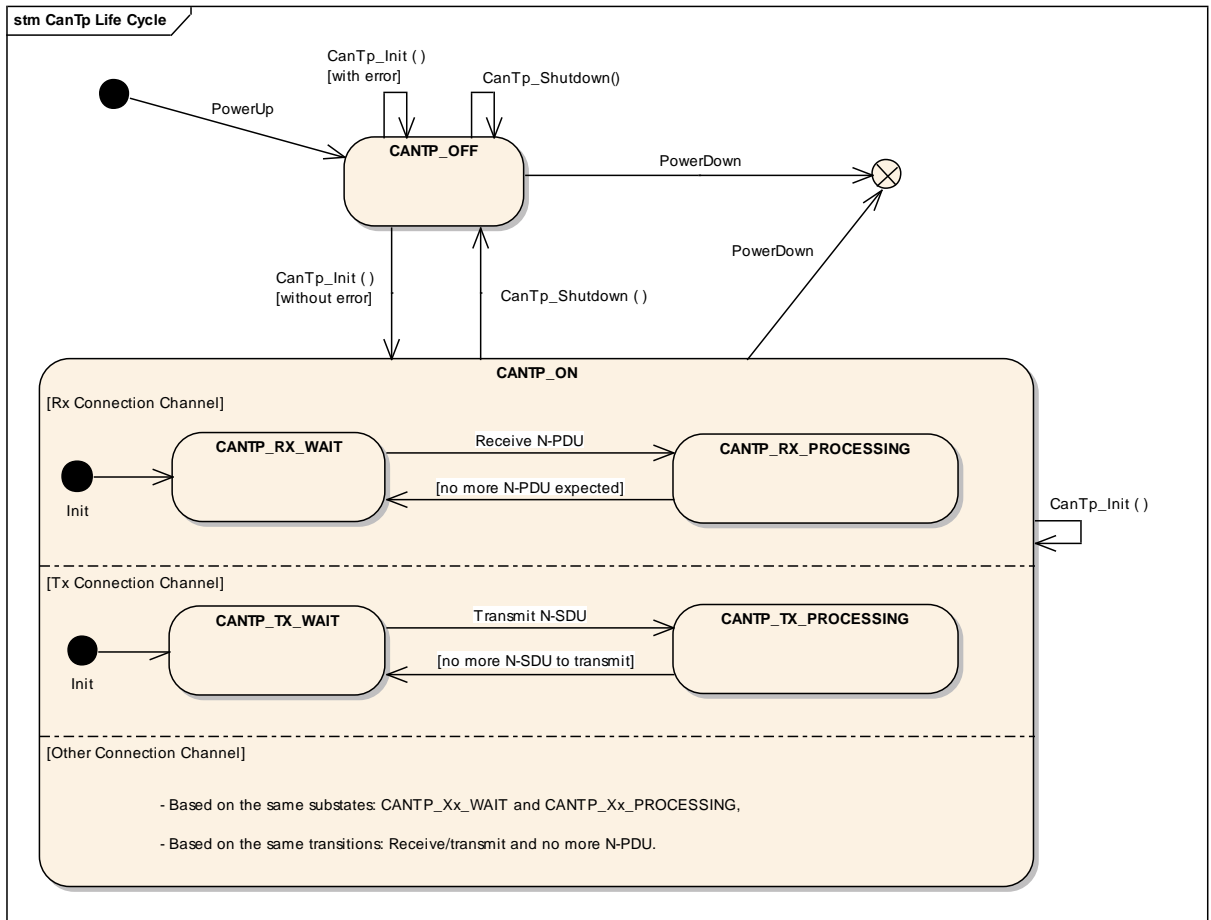 stm CanTp Life Cycle
CanTp_Init ( )
[with error]
CanTp_Shutdown()
PowerUp
CANTP_OFF
PowerDown
PowerDown
CanTp_Init ( )
[without error]
CanTp_Shutdown ( )
CANTP_ON
[Rx Connection Channel]
CANTP_RX_WAIT
Receive N-PDU
CANTP_RX_PROCESSING
[no more N-PDU expected]
Init
CanTp_Init ( )
[Tx Connection Channel]
CANTP_TX_WAIT
Transmit N-SDU
CANTP_TX_PROCESSING
[no more N-SDU to transmit]
Init
[Other Connection Channel]
- Based on the same substates: CANTP_Xx_WAIT and CANTP_Xx_PROCESSING,
- Based on the same transitions: Receive/transmit and no more N-PDU.